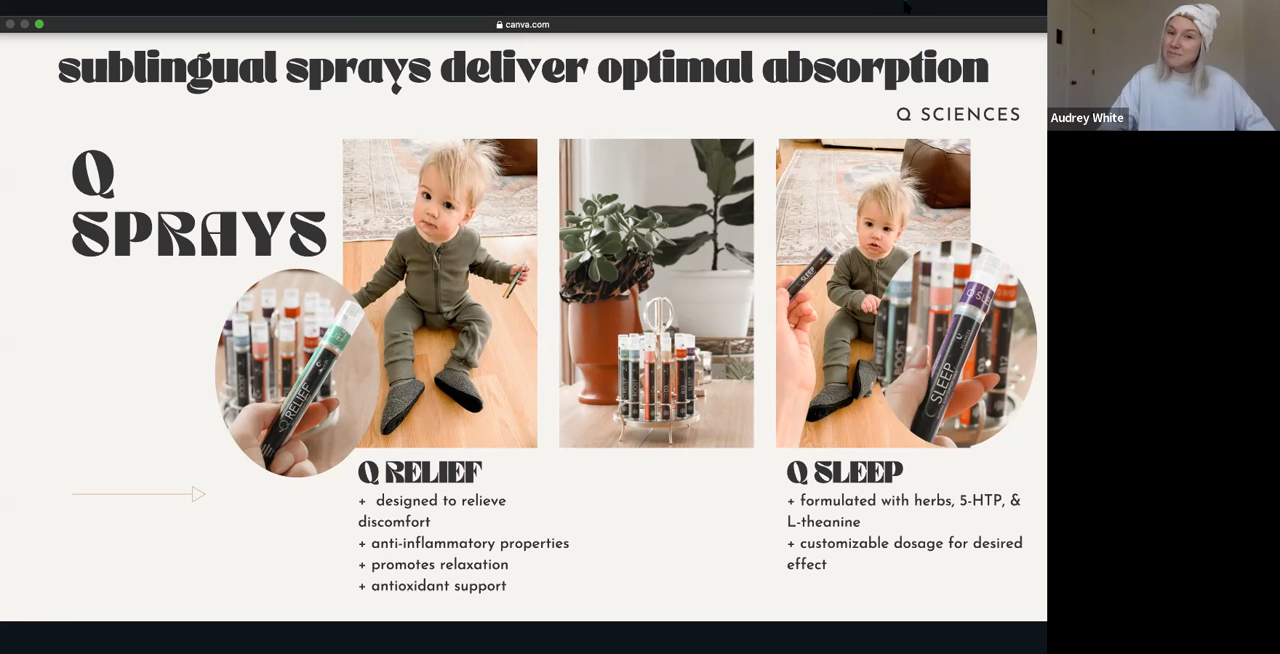 canva.com
sublingual sprays deliver optimal absorption
Q SCIENCES
Audrey White
Q
SPRAYS
Q RELIEF
+ designed to relieve
discomfort
+ anti-inflammatory properties
+ promotes relaxation
+ antioxidant support
Q SLEEP
+ formulated with herbs, 5-HTP, &
L-theanine
+ customizable dosage for desired
effect
RELIEF
SLEEP
SLEEP